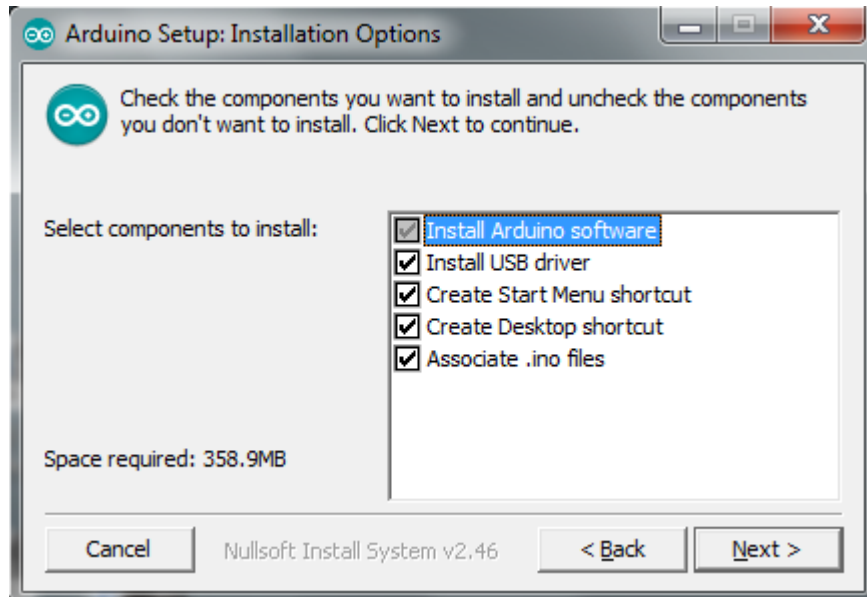 Arduino Setup: Installation Options
Check the components you want to install and uncheck the components
you don't want to install. Click Next to continue.
Select components to install:
Install Arduino software
Install USB driver
Create Start Menu shortcut
Create Desktop shortcut
Associate .ino files
Space required: 358.9MB
Cancel
Nullsoft Install System v2.46
< Back
Next >